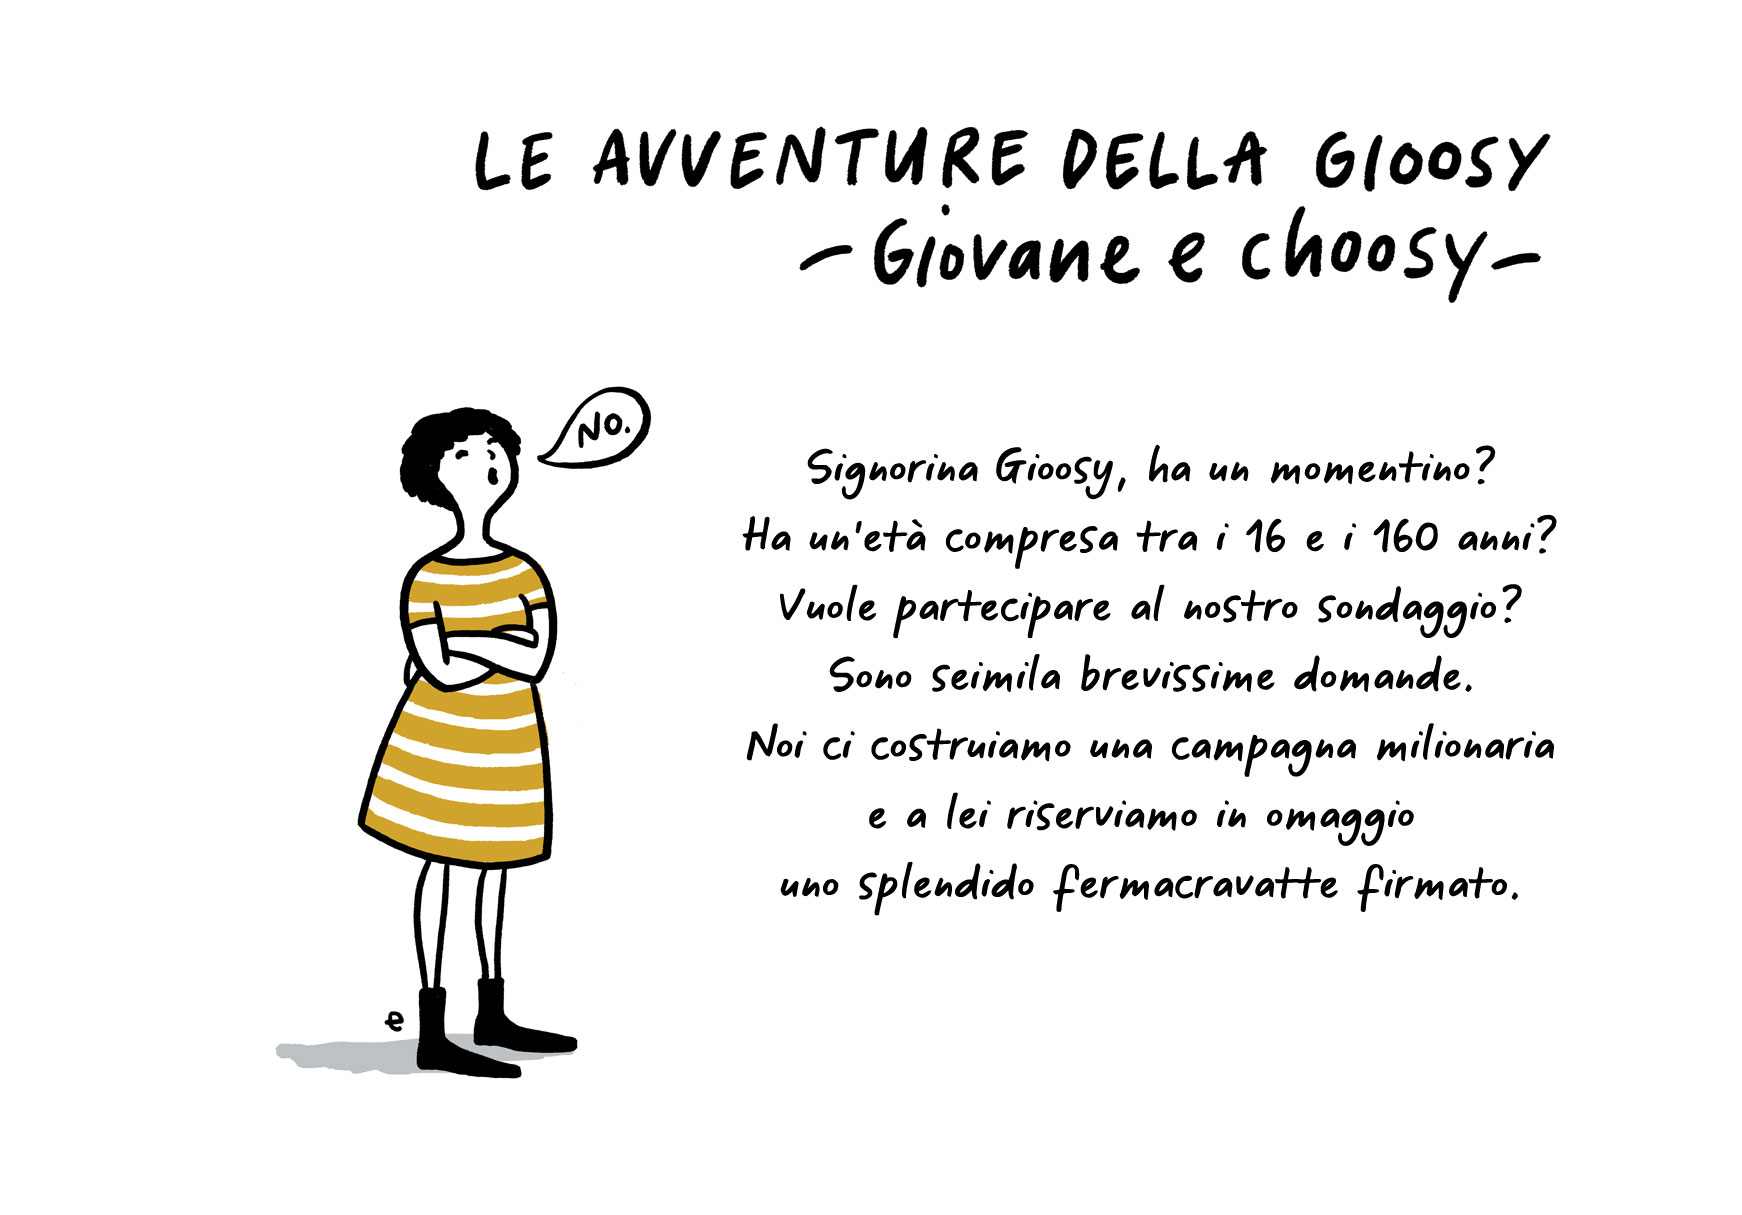 LE AVVENTURE DELLA GIOOSY
- Giovane e choosy -
NO.
Signorina Gioosy, ha un momentino?
Ha un'età compresa tra i 16 e i 160 anni?
Vuole partecipare al nostro sondaggio?
Sono seimila brevissime domande.
Noi ci costruiamo una campagna milionaria
e a lei riserviamo in omaggio
uno splendido fermacravatte firmato.